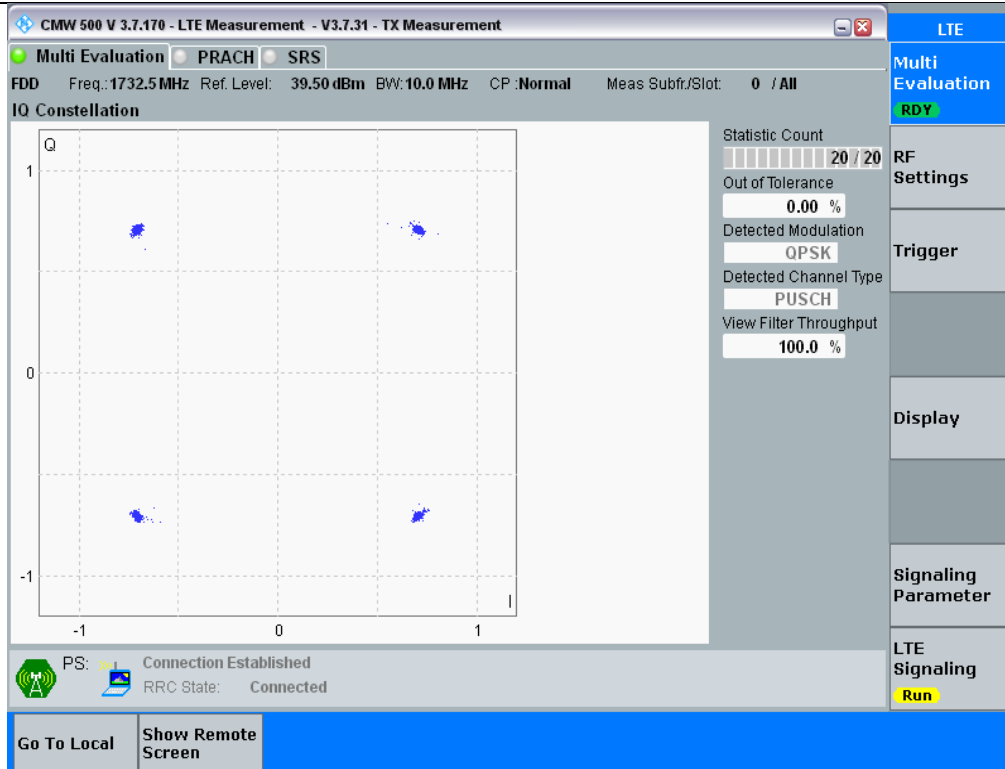 CMW 500 V 3.7.170 - LTE Measurement - V3.7.31 - TX Measurement
LTE
Multi Evaluation PRACH SRS
FDD Freq.:1732.5 MHz Ref. Level: 39.50 dBm BW:10.0 MHz CP :Normal Meas Subfr./Slot: 0 / All
IQ Constellation
Q
1
0
-1
I
-1 0 1
Statistic Count
20 / 20
Out of Tolerance
0.00 %
Detected Modulation
QPSK
Detected Channel Type
PUSCH
View Filter Throughput
100.0 %
Multi
Evaluation
RDY
RF
Settings
Trigger
Display
Signaling
Parameter
LTE
Signaling
Run
PS: Connection Established
RRC State: Connected
Go To Local
Show Remote
Screen